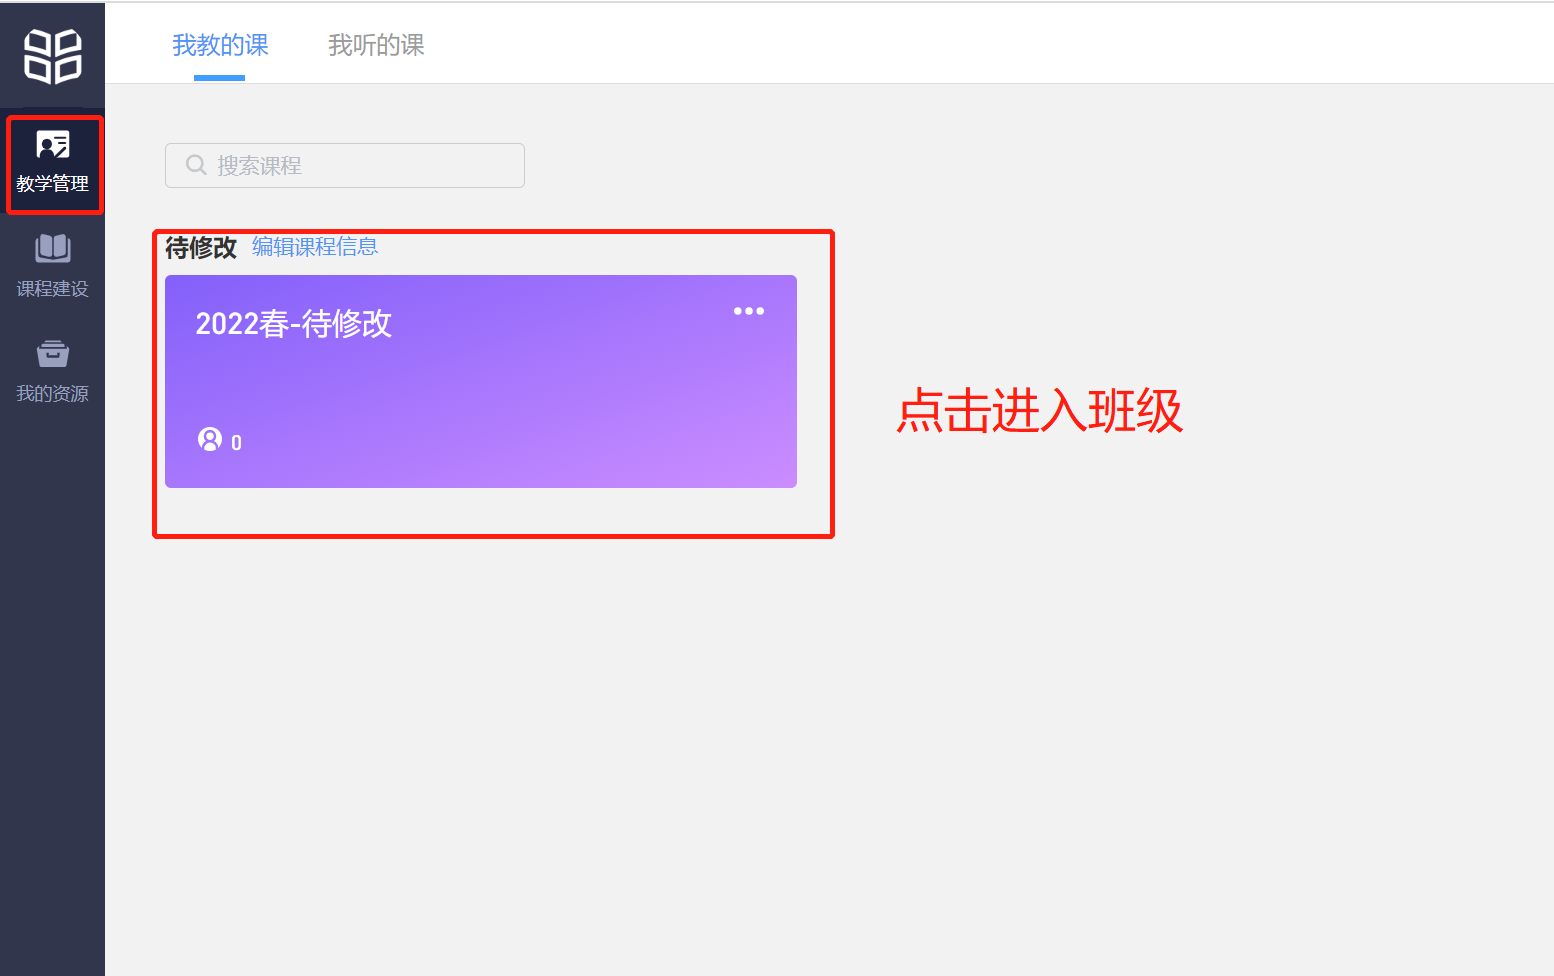 我教的课 我听的课
教学管理
课程建设
我的资源
搜索课程
待修改 编辑课程信息
2022春-待修改
0
点击进入班级